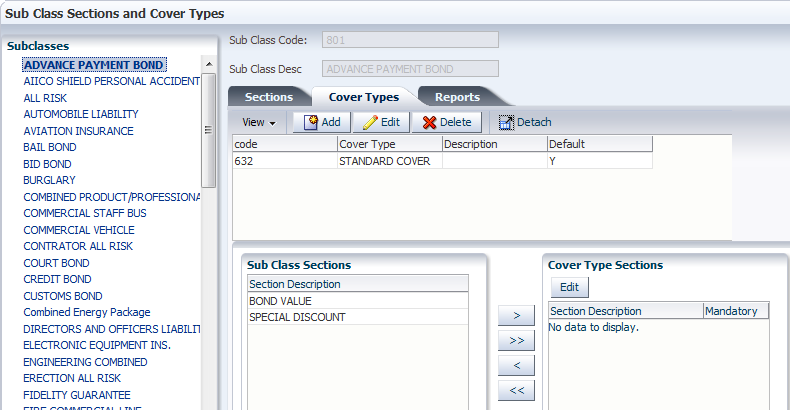 Sub Class Sections and Cover Types
Subclasses
ADVANCE PAYMENT BOND
AIICO SHIELD PERSONAL ACCIDENT
ALL RISK
AUTOMOBILE LIABILITY
AVIATION INSURANCE
BAIL BOND
BID BOND
BURGLARY
COMBINED PRODUCT/PROFESSIONA
COMMERCIAL STAFF BUS
COMMERCIAL VEHICLE
CONTRATOR ALL RISK
COURT BOND
CREDIT BOND
CUSTOMS BOND
Combined Energy Package
DIRECTORS AND OFFICERS LIABILIT
ELECTRONIC EQUIPMENT INS.
ENGINEERING COMBINED
ERECTION ALL RISK
FIDELITY GUARANTEE
FIRE COMMERCIAL LINE
Sub Class Code: 801
Sub Class Desc ADVANCE PAYMENT BOND
Sections Cover Types Reports
View Add Edit Delete Detach
code Cover Type Description Default
632 STANDARD COVER Y
Sub Class Sections
Section Description
BOND VALUE
SPECIAL DISCOUNT
>
>>
<
<<
Cover Type Sections
Edit
Section Description Mandatory
No data to display.